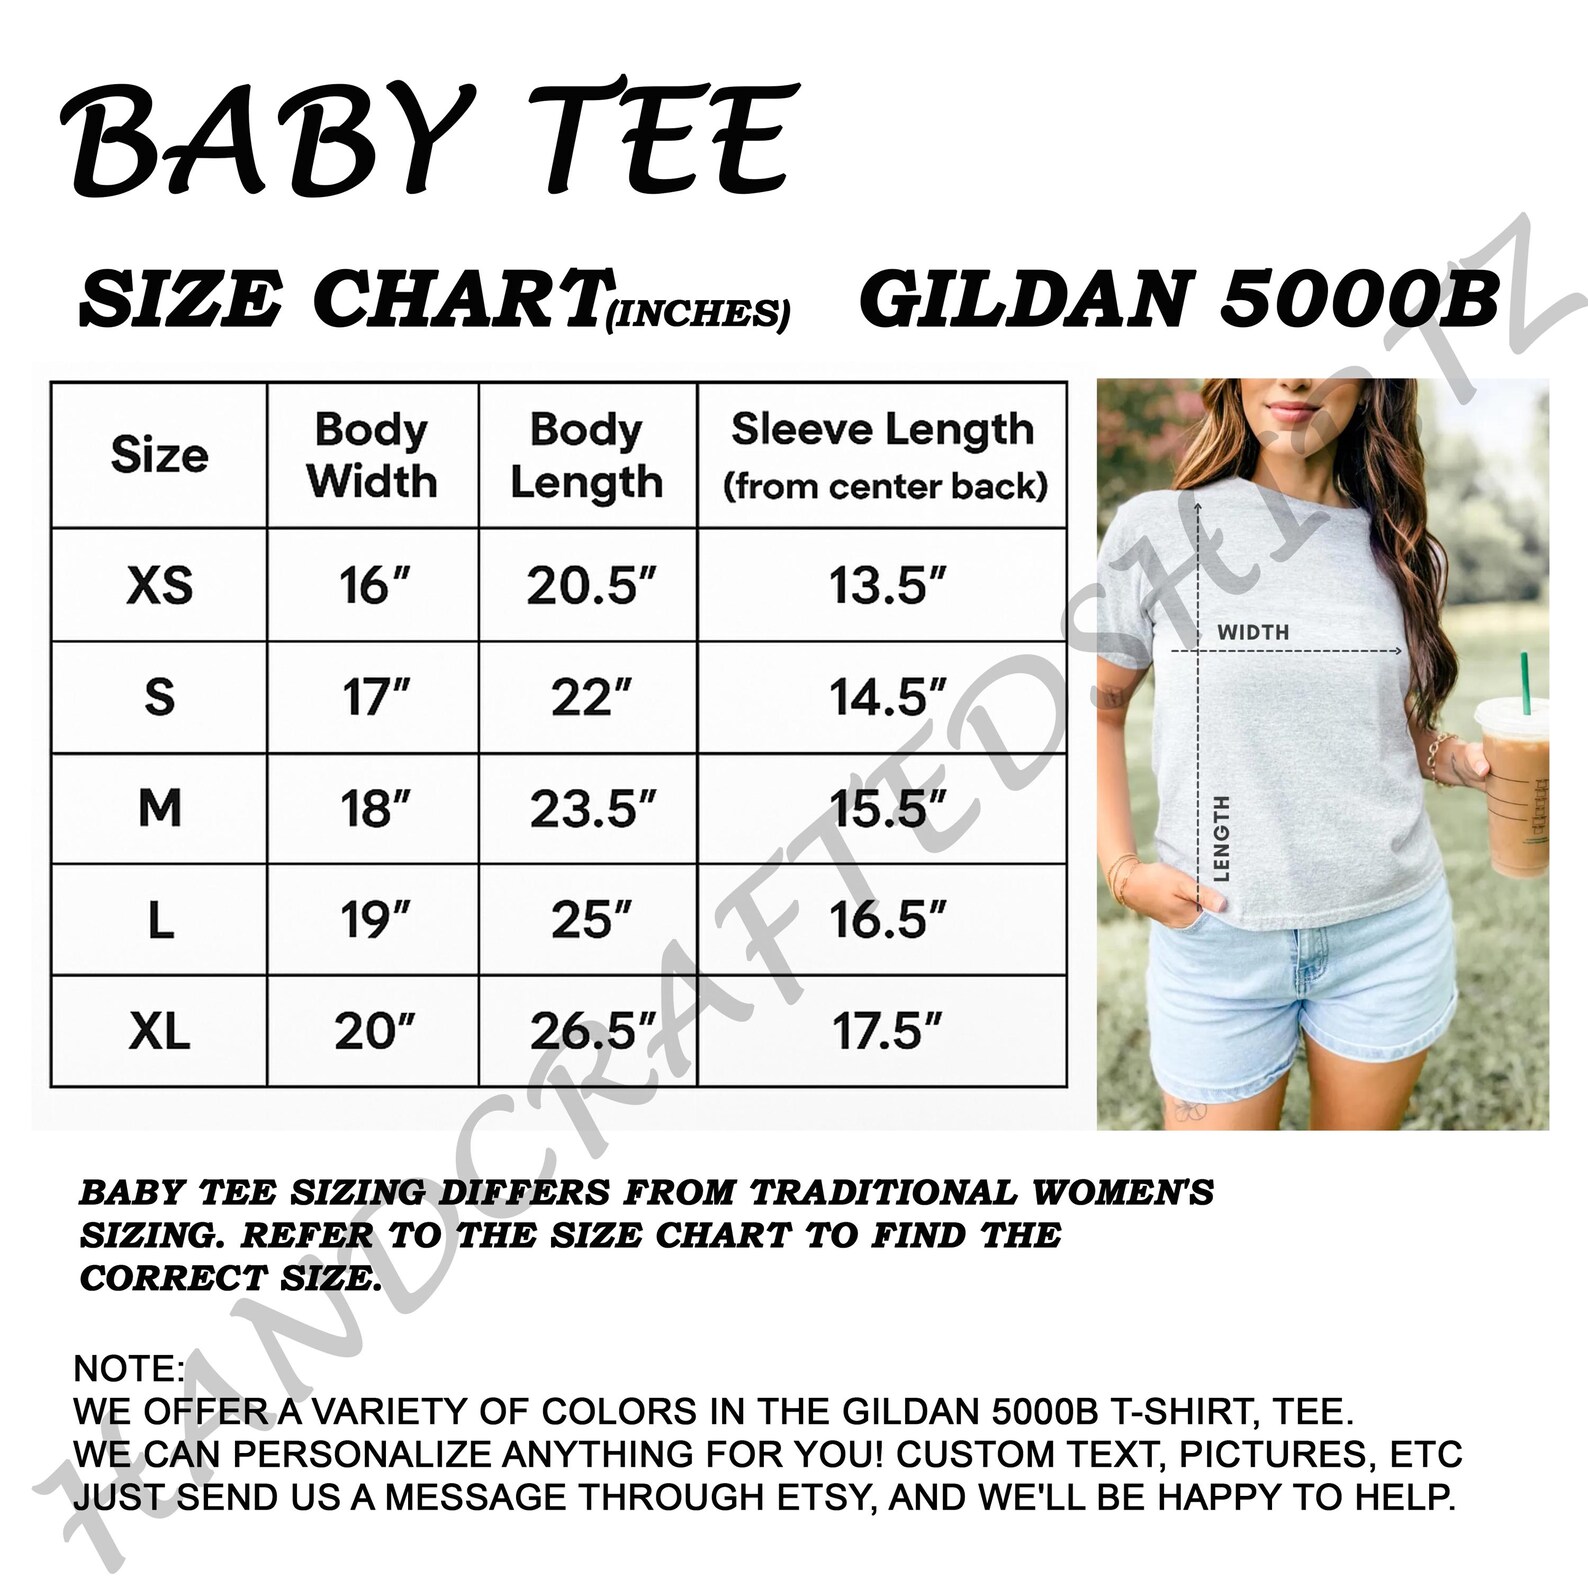 BABY TEE
SIZE CHART(INCHES) GILDAN 5000B
Size Body Width Body Length Sleeve Length (from center back)
XS 16″ 20.5″ 13.5″
S 17″ 22″ 14.5″
M 18″ 23.5″ 15.5″
L 19″ 25″ 16.5″
XL 20″ 26.5″ 17.5″
WIDTH
LENGTH
HANDCRAFTEDSHIRTZ
BABY TEE SIZING DIFFERS FROM TRADITIONAL WOMEN'S
SIZING. REFER TO THE SIZE CHART TO FIND THE
CORRECT SIZE.
NOTE:
WE OFFER A VARIETY OF COLORS IN THE GILDAN 5000B T-SHIRT, TEE.
WE CAN PERSONALIZE ANYTHING FOR YOU! CUSTOM TEXT, PICTURES, ETC
JUST SEND US A MESSAGE THROUGH ETSY, AND WE'LL BE HAPPY TO HELP.